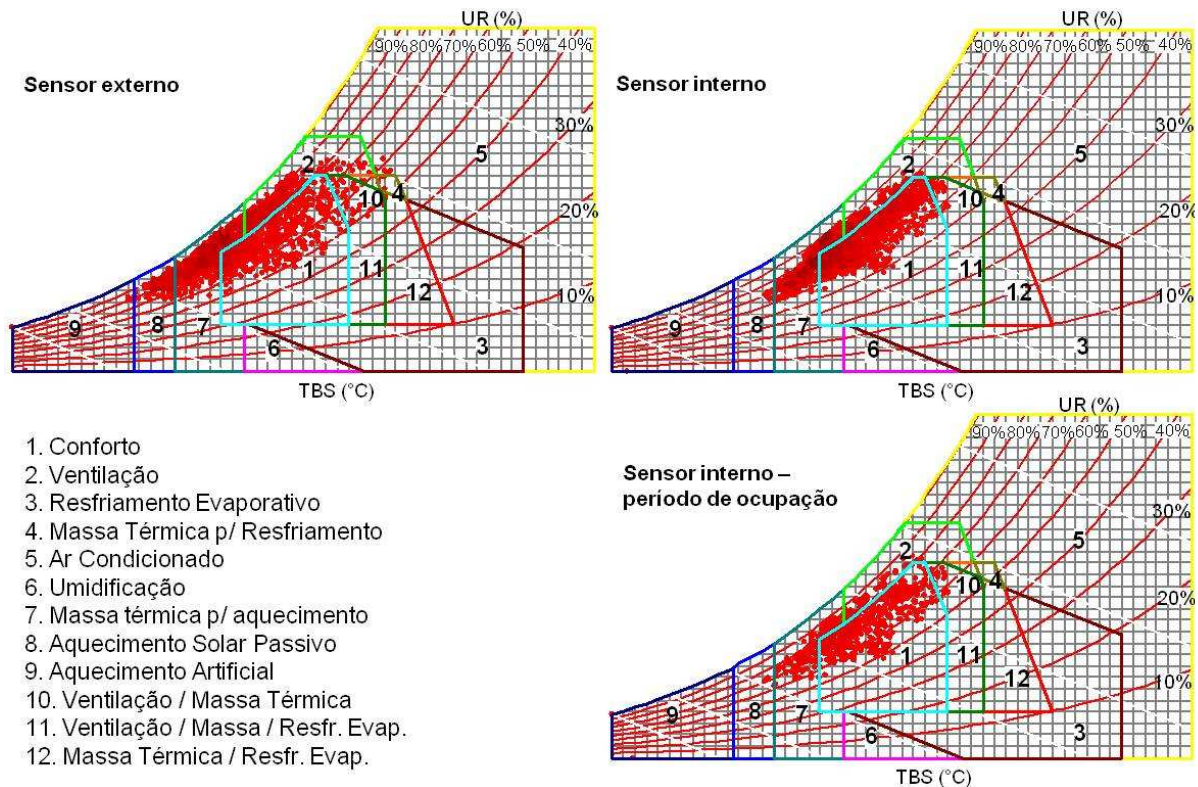 UR (%)
90% 80% 70% 60% 50% 40%
Sensor externo
30%
5
2
4
10
20%
1
11
12
10%
9
8
7
6
3
TBS (°C)
UR (%)
90% 80% 70% 60% 50% 40%
Sensor interno
30%
5
2
4
10
20%
1
11
12
10%
9
8
7
6
3
TBS (°C)
1. Conforto
2. Ventilação
3. Resfriamento Evaporativo
4. Massa Térmica p/ Resfriamento
5. Ar Condicionado
6. Umidificação
7. Massa térmica p/ aquecimento
8. Aquecimento Solar Passivo
9. Aquecimento Artificial
10. Ventilação / Massa Térmica
11. Ventilação / Massa / Resfr. Evap.
12. Massa Térmica / Resfr. Evap.
UR (%)
90% 80% 70% 60% 50% 40%
Sensor interno –
período de ocupação
30%
5
2
10
4
20%
1
11
12
10%
9
8
7
6
3
TBS (°C)